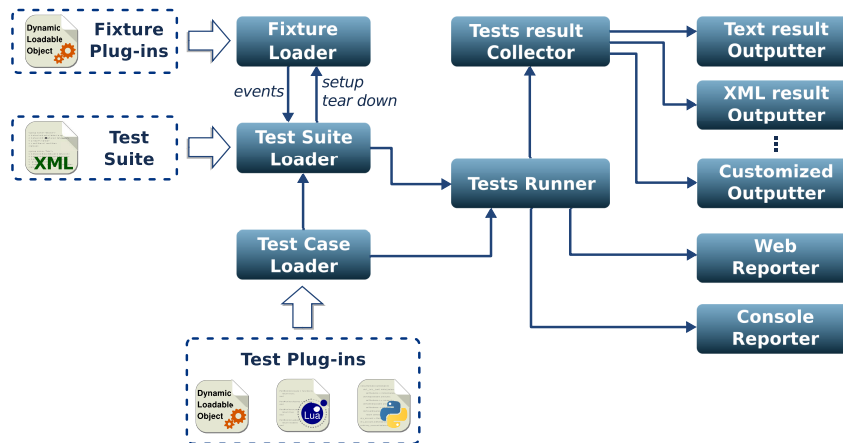 Dynamic
Loadable
Object
Fixture
Plug-ins
Fixture
Loader
Tests result
Collector
Text result
Outputter
events
setup
tear down
XML result
Outputter
XML
Test
Suite
Test Suite
Loader
Tests Runner
Customized
Outputter
Test Case
Loader
Web
Reporter
Console
Reporter
Test Plug-ins
Dynamic
Loadable
Object
Lua